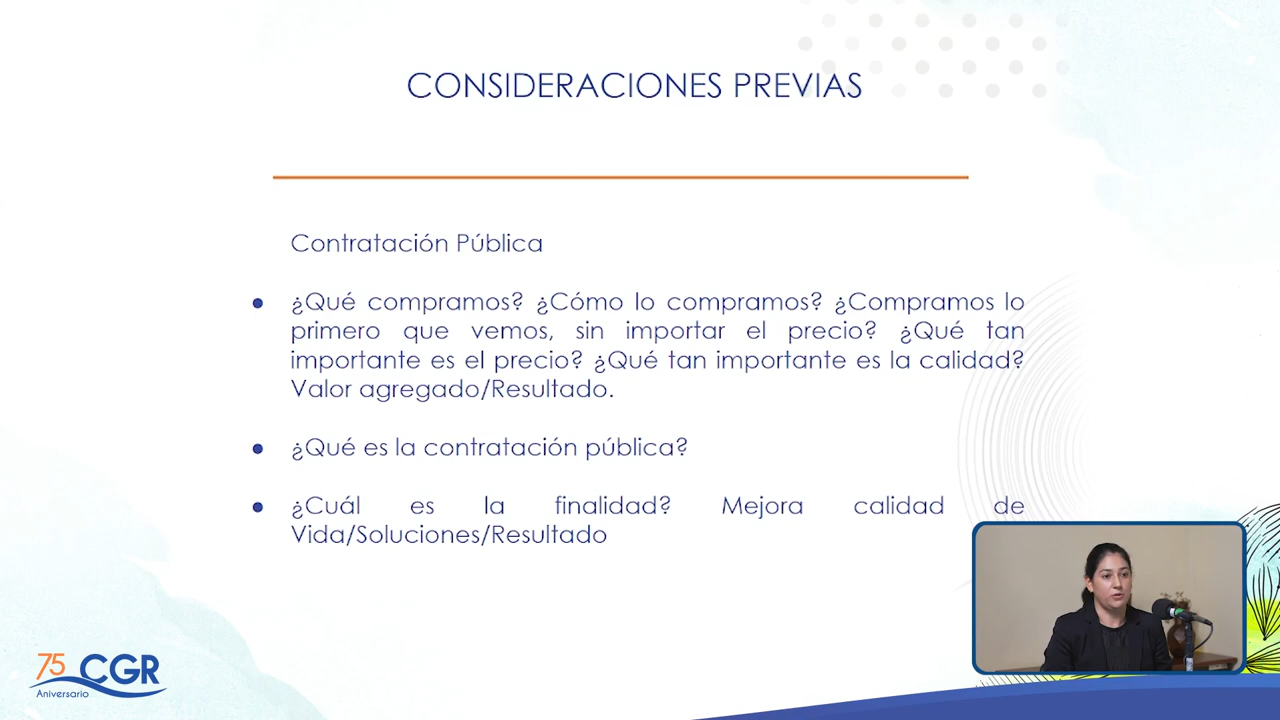 CONSIDERACIONES PREVIAS
Contratación Pública
● ¿Qué compramos? ¿Cómo lo compramos? ¿Compramos lo
primero que vemos, sin importar el precio? ¿Qué tan
importante es el precio? ¿Qué tan importante es la calidad?
Valor agregado/Resultado.
● ¿Qué es la contratación pública?
● ¿Cuál es la finalidad? Mejora calidad de
Vida/Soluciones/Resultado
75 CGR
Aniversario